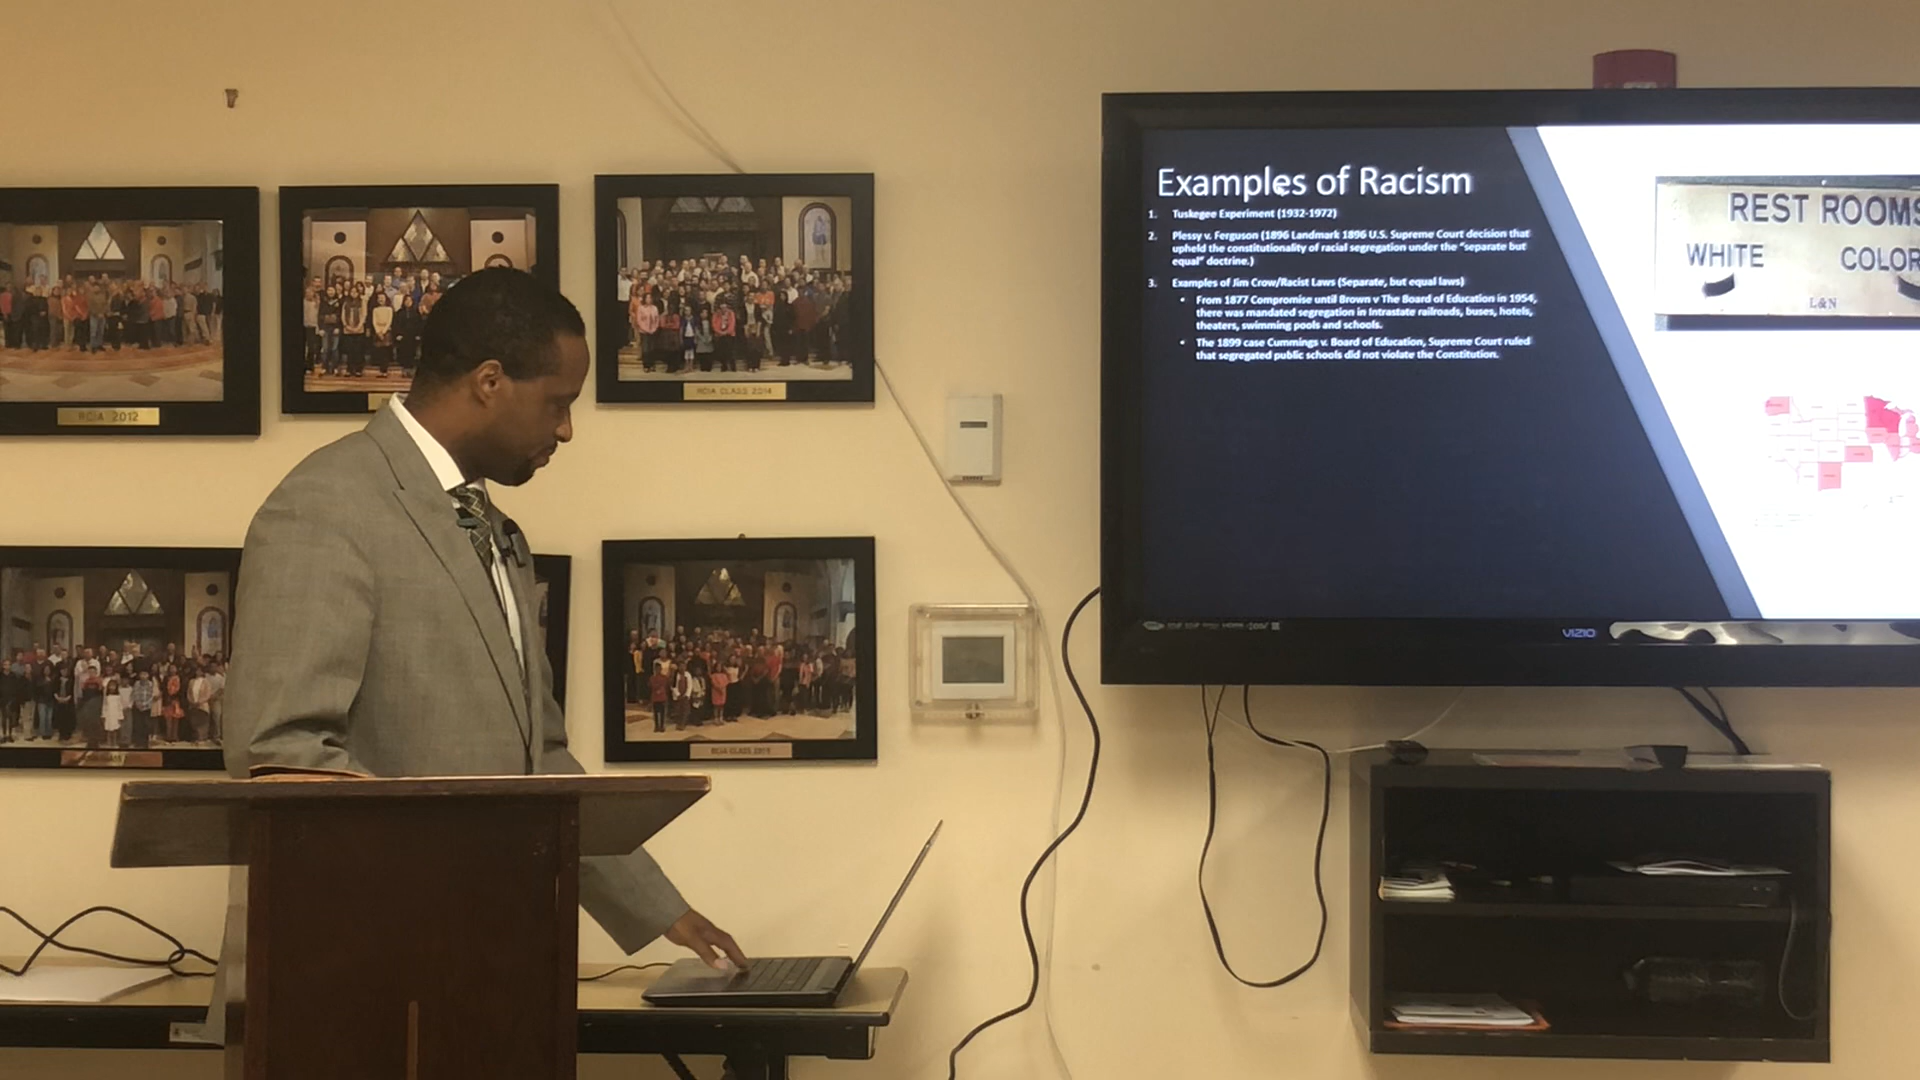 Examples of Racism
1. Tuskegee Experiment (1932-1972)
2. Plessy v. Ferguson (1896 Landmark 1896 U.S. Supreme Court decision that
upheld the constitutionality of racial segregation under the "separate but
equal" doctrine.)
3. Examples of Jim Crow/Racist Laws (Separate, but equal laws)
• From 1877 Compromise until Brown v The Board of Education in 1954,
there was mandated segregation in Intrastate railroads, buses, hotels,
theaters, swimming pools and schools.
• The 1899 case Cummings v. Board of Education, Supreme Court ruled
that segregated public schools did not violate the Constitution.
REST ROOMS
WHITE COLOR
L&N
VIZIO
RCIA 2012
RCIA CLASS 2014
RCIA CLASS